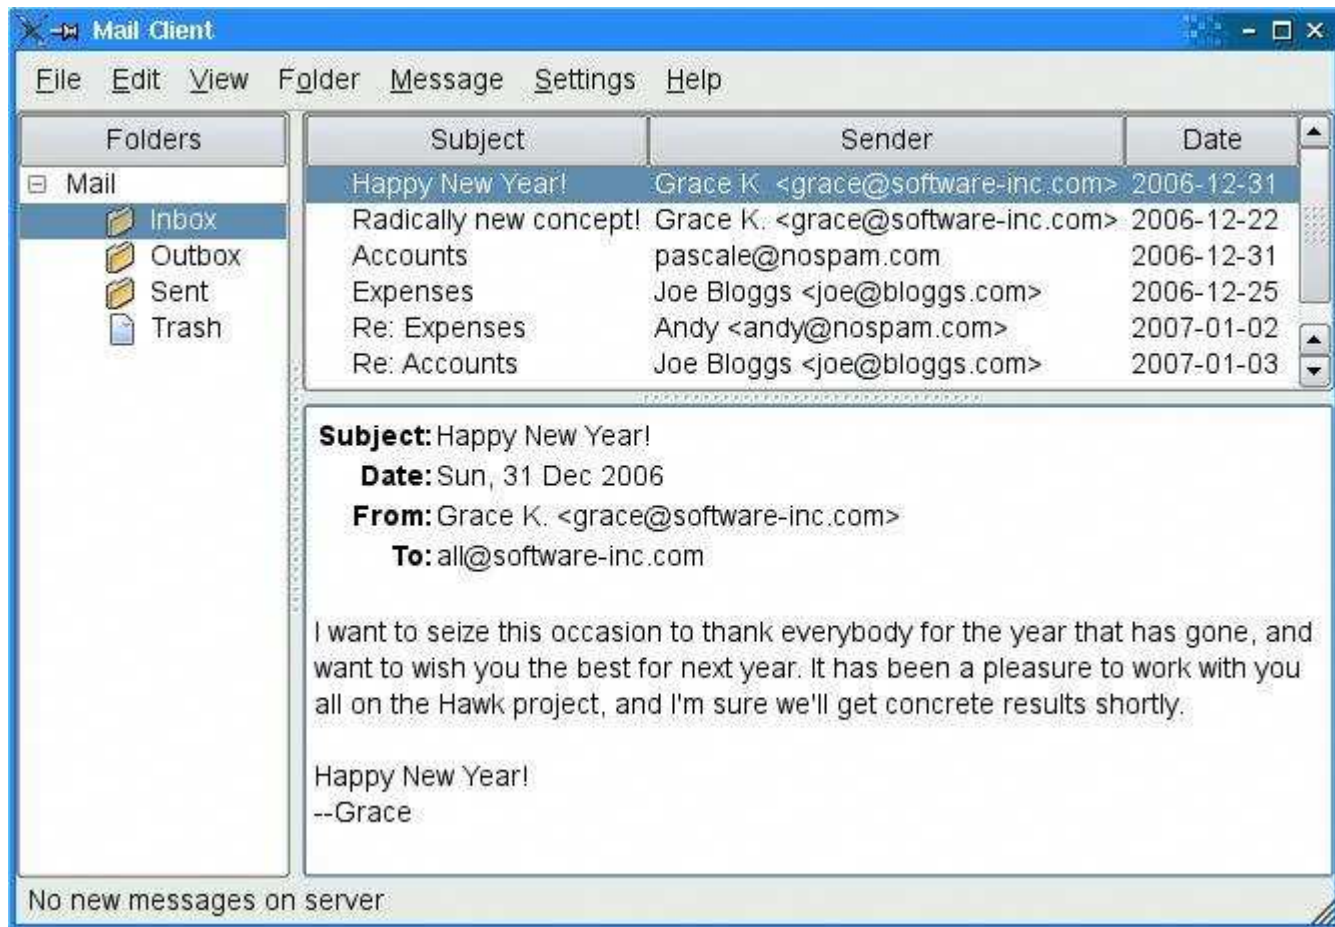 Mail Client
File Edit View Folder Message Settings Help
Folders
Mail
Inbox
Outbox
Sent
Trash
Subject Sender Date
Happy New Year! Grace K <grace@software-inc.com> 2006-12-31
Radically new concept! Grace K. <grace@software-inc.com> 2006-12-22
Accounts pascale@nospam.com 2006-12-31
Expenses Joe Bloggs <joe@bloggs.com> 2006-12-25
Re: Expenses Andy <andy@nospam.com> 2007-01-02
Re: Accounts Joe Bloggs <joe@bloggs.com> 2007-01-03
Subject: Happy New Year!
Date: Sun, 31 Dec 2006
From: Grace K. <grace@software-inc.com>
To: all@software-inc.com
I want to seize this occasion to thank everybody for the year that has gone, and
want to wish you the best for next year. It has been a pleasure to work with you
all on the Hawk project, and I'm sure we'll get concrete results shortly.
Happy New Year!
--Grace
No new messages on server